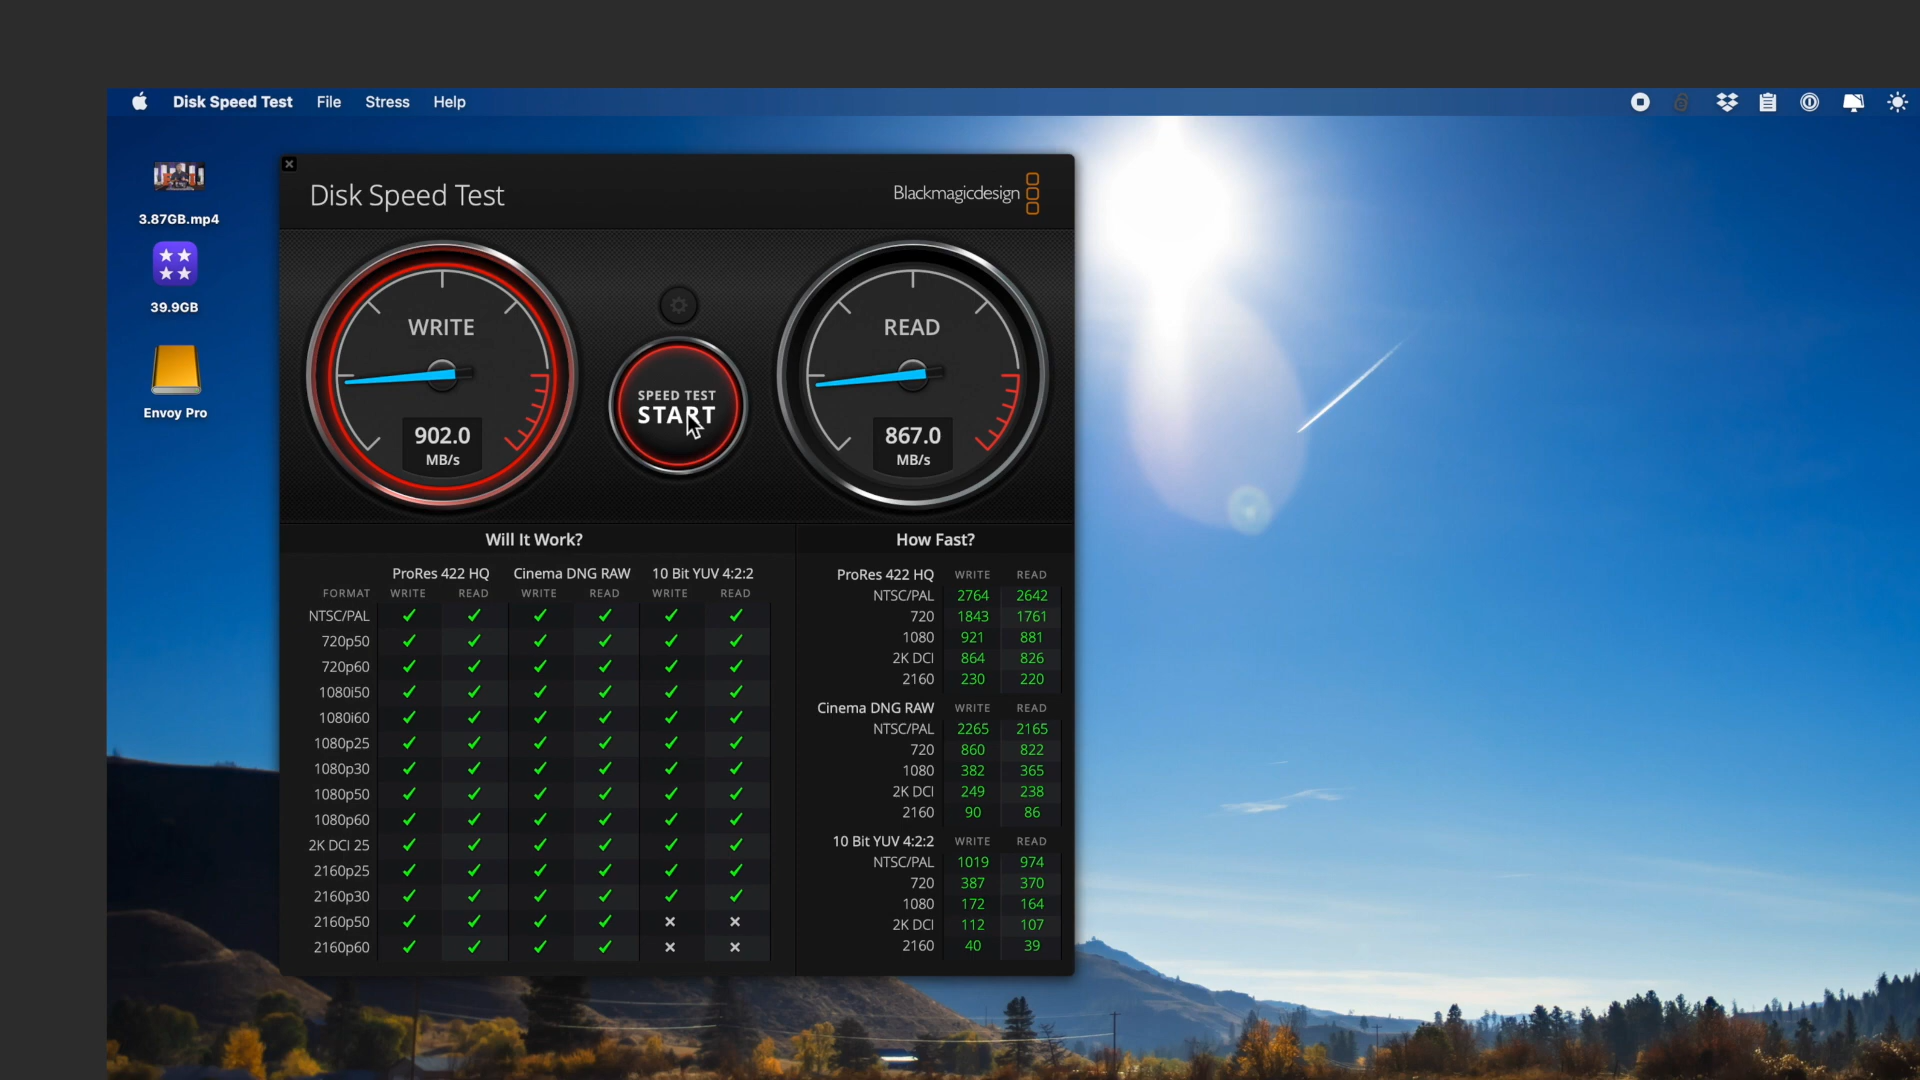 Disk Speed Test File Stress Help
3.87GB.mp4
39.9GB
Envoy Pro
Disk Speed Test
Blackmagicdesign
WRITE
902.0
MB/s
SPEED TEST
START
READ
867.0
MB/s
Will It Work?
ProRes 422 HQ Cinema DNG RAW 10 Bit YUV 4:2:2
FORMAT WRITE READ WRITE READ WRITE READ
NTSC/PAL ✓ ✓ ✓ ✓ ✓ ✓
720p50 ✓ ✓ ✓ ✓ ✓ ✓
720p60 ✓ ✓ ✓ ✓ ✓ ✓
1080i50 ✓ ✓ ✓ ✓ ✓ ✓
1080i60 ✓ ✓ ✓ ✓ ✓ ✓
1080p25 ✓ ✓ ✓ ✓ ✓ ✓
1080p30 ✓ ✓ ✓ ✓ ✓ ✓
1080p50 ✓ ✓ ✓ ✓ ✓ ✓
1080p60 ✓ ✓ ✓ ✓ ✓ ✓
2K DCI 25 ✓ ✓ ✓ ✓ ✓ ✓
2160p25 ✓ ✓ ✓ ✓ ✓ ✓
2160p30 ✓ ✓ ✓ ✓ ✓ ✓
2160p50 ✓ ✓ ✓ ✓ × ×
2160p60 ✓ ✓ ✓ ✓ × ×
How Fast?
ProRes 422 HQ WRITE READ
NTSC/PAL 2764 2642
720 1843 1761
1080 921 881
2K DCI 864 826
2160 230 220
Cinema DNG RAW WRITE READ
NTSC/PAL 2265 2165
720 860 822
1080 382 365
2K DCI 249 238
2160 90 86
10 Bit YUV 4:2:2 WRITE READ
NTSC/PAL 1019 974
720 387 370
1080 172 164
2K DCI 112 107
2160 40 39